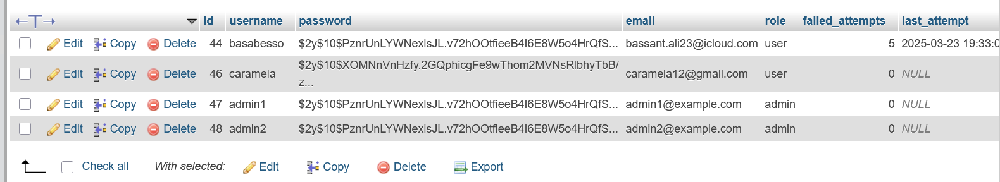 id username password email role failed_attempts last_attempt
Edit Copy Delete 44 basabesso $2y$10$PznrUnLYWNexlsJL.v72hOOtfieeB4I6E8W5o4HrQfS... bassant.ali23@icloud.com user 5 2025-03-23 19:33:0
Edit Copy Delete 46 caramela $2y$10$XOMNnVnHzfy.2GQphicgFe9wThom2MVNsRlbhyTbB/
z... caramela12@gmail.com user 0 NULL
Edit Copy Delete 47 admin1 $2y$10$PznrUnLYWNexlsJL.v72hOOtfieeB4I6E8W5o4HrQfS... admin1@example.com admin 0 NULL
Edit Copy Delete 48 admin2 $2y$10$PznrUnLYWNexlsJL.v72hOOtfieeB4I6E8W5o4HrQfS... admin2@example.com admin 0 NULL
Check all With selected: Edit Copy Delete Export